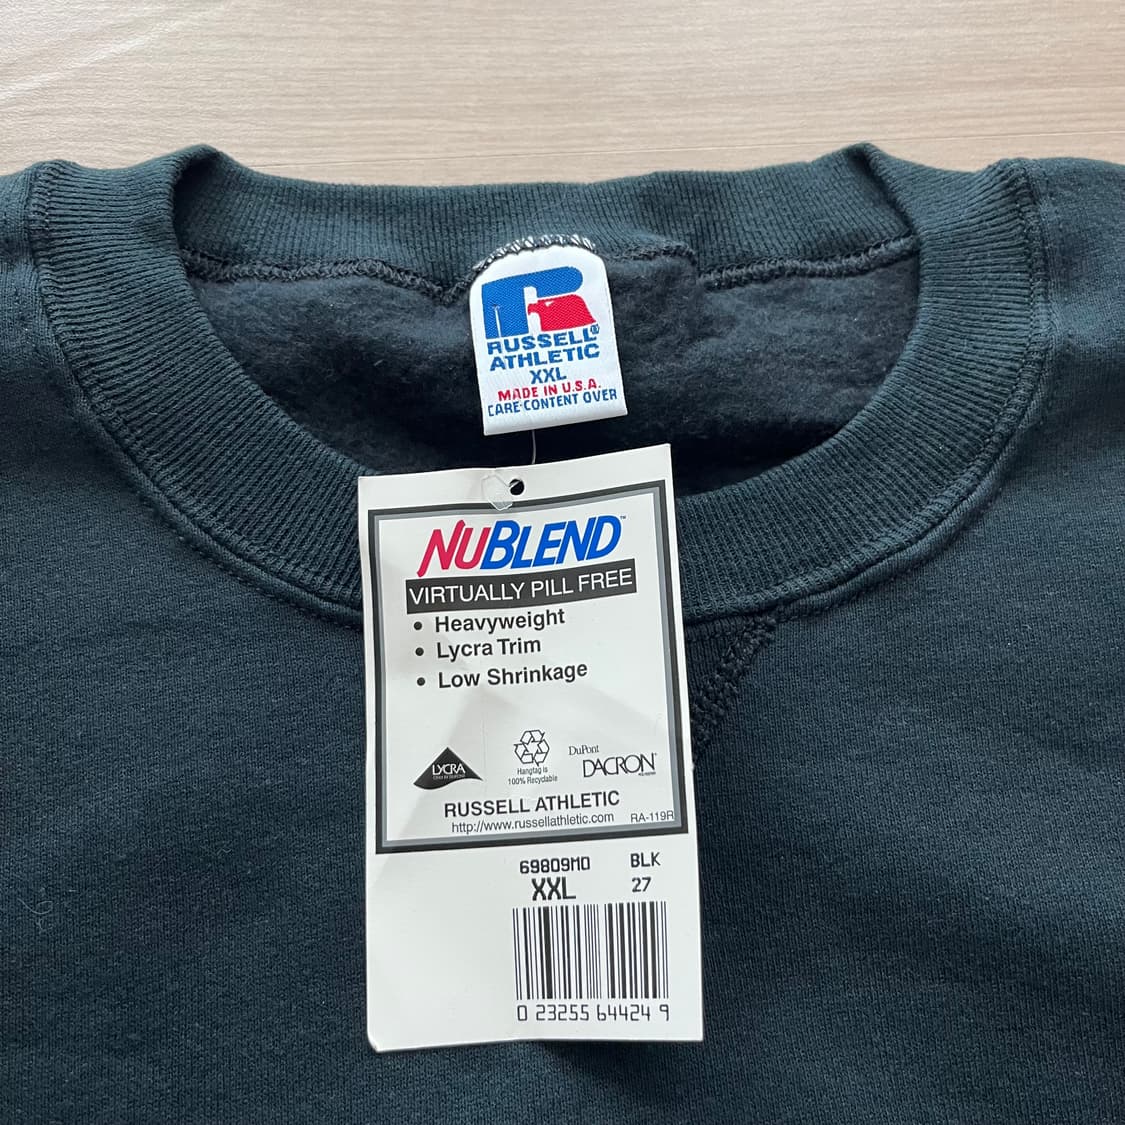 RUSSELL®
ATHLETIC
XXL
MADE IN U.S.A.
CARE·CONTENT OVER
NUBLEND™
VIRTUALLY PILL FREE
• Heavyweight
• Lycra Trim
• Low Shrinkage
LYCRA
Hangtag is
100% Recyclable
DuPont
DACRON®
RUSSELL ATHLETIC
http://www.russellathletic.com RA-119R
69809M0 BLK
XXL 27
0 23255 64424 9